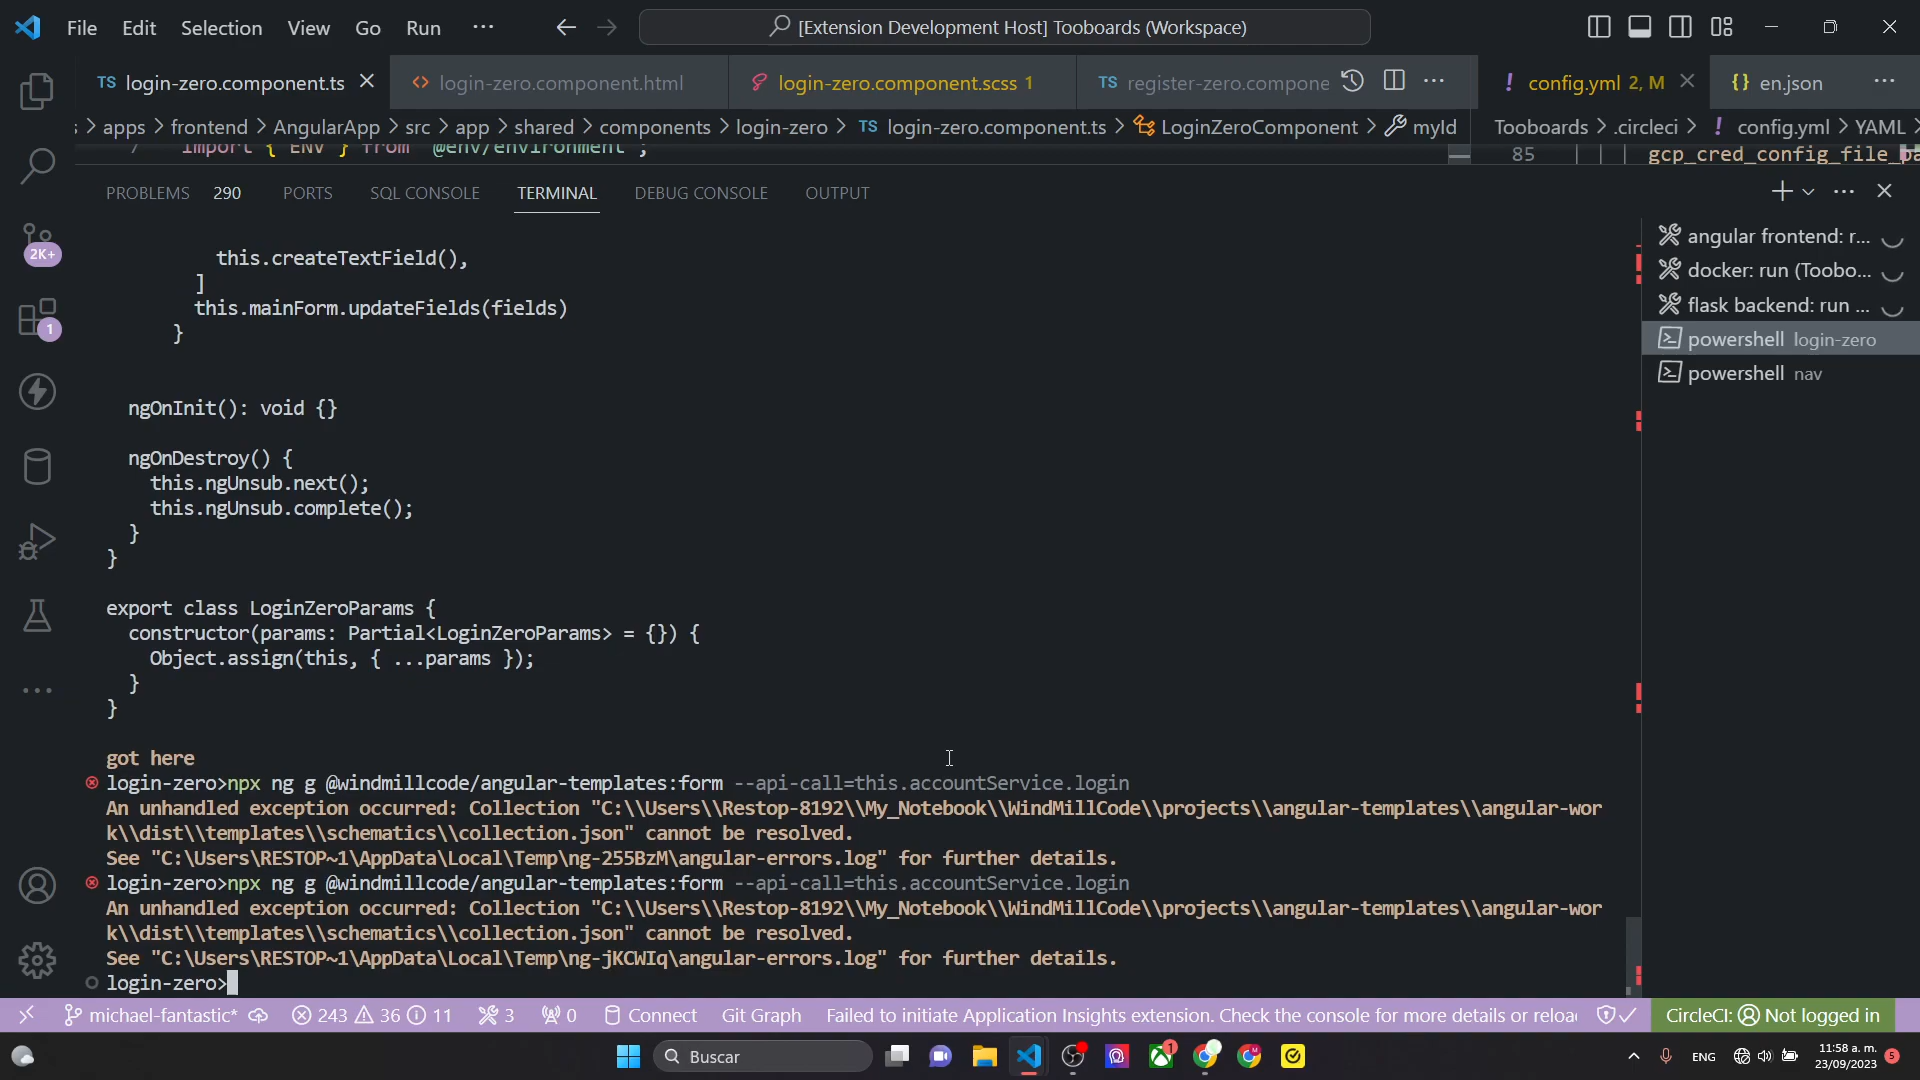 File Edit Selection View Go Run ··· [Extension Development Host] Tooboards (Workspace)
TS login-zero.component.ts <> login-zero.component.html login-zero.component.scss 1 TS register-zero.compone ··· ! config.yml 2, M {} en.json ···
> apps > frontend > AngularApp > src > app > shared > components > login-zero > TS login-zero.component.ts > LoginZeroComponent > myId Tooboards > .circleci > ! config.yml > YAML >
7 import { ENV } from "@env/environment";
85 gcp_cred_config_file_pa
PROBLEMS 290 PORTS SQL CONSOLE TERMINAL DEBUG CONSOLE OUTPUT
this.createTextField(),
]
this.mainForm.updateFields(fields)
}
ngOnInit(): void {}
ngOnDestroy() {
this.ngUnsub.next();
this.ngUnsub.complete();
}
}
export class LoginZeroParams {
constructor(params: Partial<LoginZeroParams> = {}) {
Object.assign(this, { ...params });
}
}
got here
login-zero>npx ng g @windmillcode/angular-templates:form --api-call=this.accountService.login
An unhandled exception occurred: Collection "C:\\Users\\Restop-8192\\My_Notebook\\WindMillCode\\projects\\angular-templates\\angular-wor
k\\dist\\templates\\schematics\\collection.json" cannot be resolved.
See "C:\Users\RESTOP~1\AppData\Local\Temp\ng-255BzM\angular-errors.log" for further details.
login-zero>npx ng g @windmillcode/angular-templates:form --api-call=this.accountService.login
An unhandled exception occurred: Collection "C:\\Users\\Restop-8192\\My_Notebook\\WindMillCode\\projects\\angular-templates\\angular-wor
k\\dist\\templates\\schematics\\collection.json" cannot be resolved.
See "C:\Users\RESTOP~1\AppData\Local\Temp\ng-jKCWIq\angular-errors.log" for further details.
login-zero>
angular frontend: r...
docker: run (Toobo...
flask backend: run ...
powershell login-zero
powershell nav
2K+
1
michael-fantastic* 243 36 11 3 0 Connect Git Graph Failed to initiate Application Insights extension. Check the console for more details or reloa CircleCI: Not logged in
Buscar
1
ENG
11:58 a. m.
23/09/2023
5